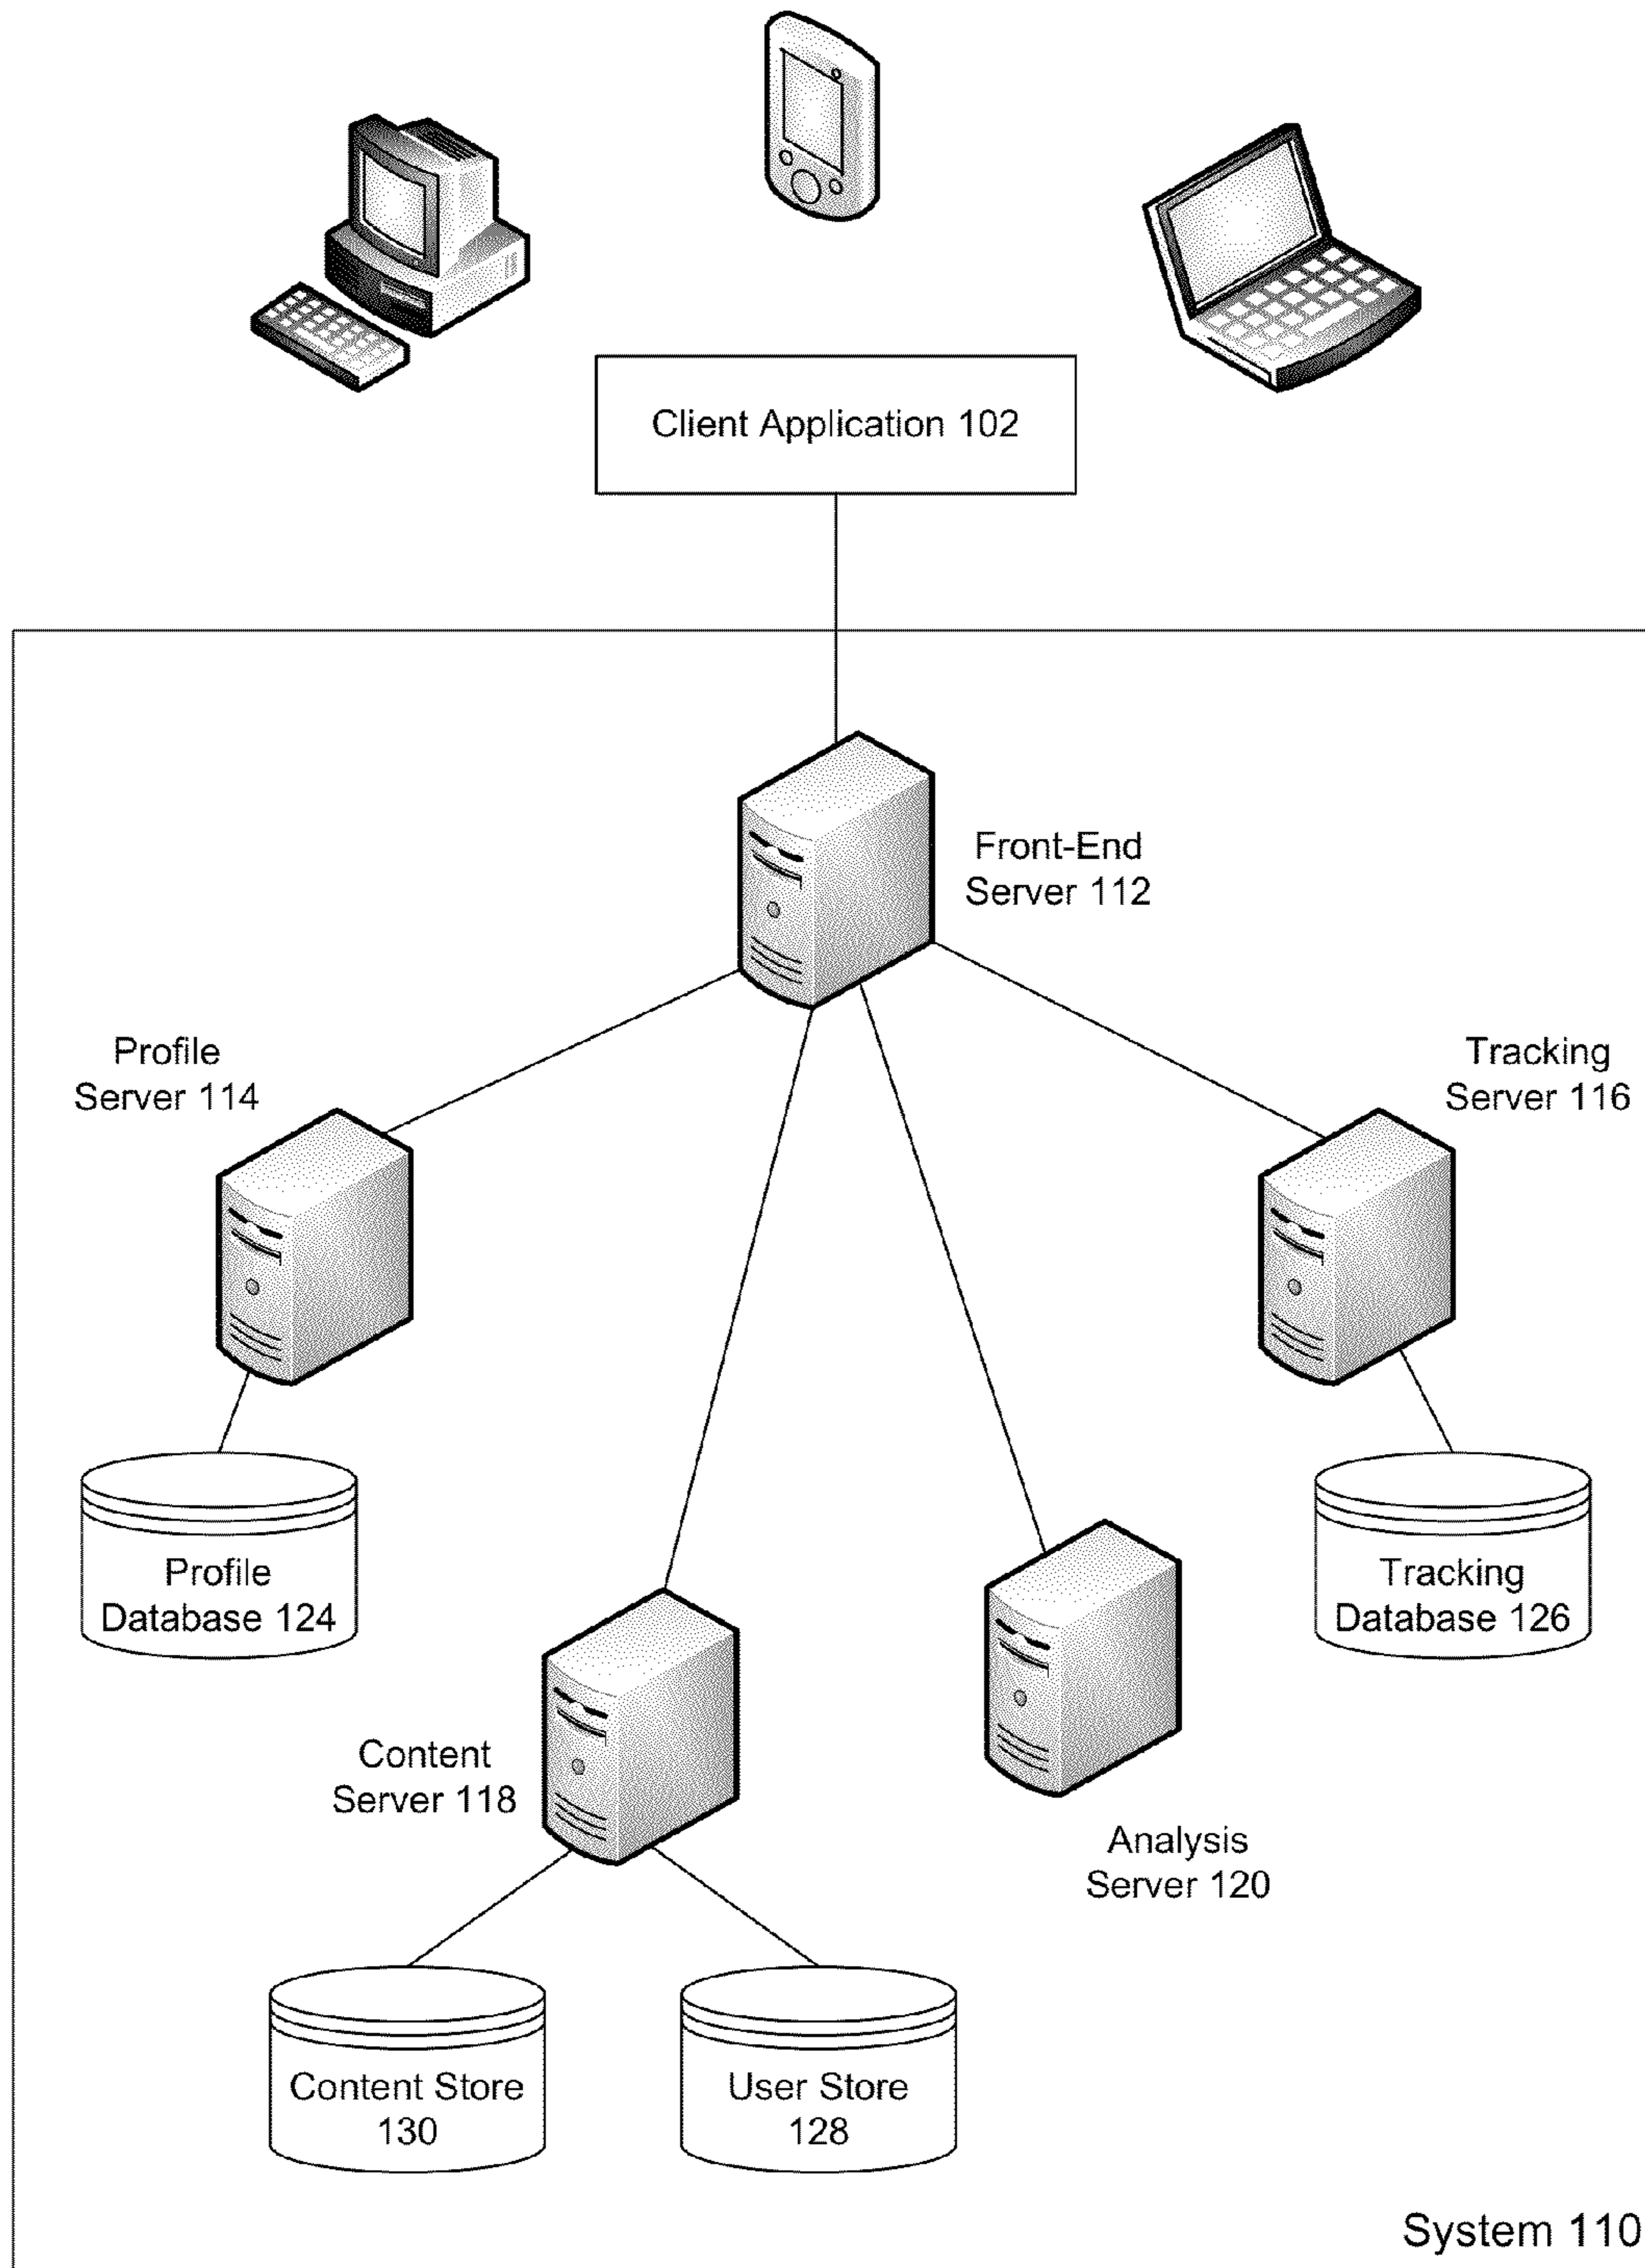 Client Application 102
Front-End
Server 112
Profile
Server 114
Tracking
Server 116
Profile
Database 124
Tracking
Database 126
Content
Server 118
Analysis
Server 120
Content Store
130
User Store
128
System 110